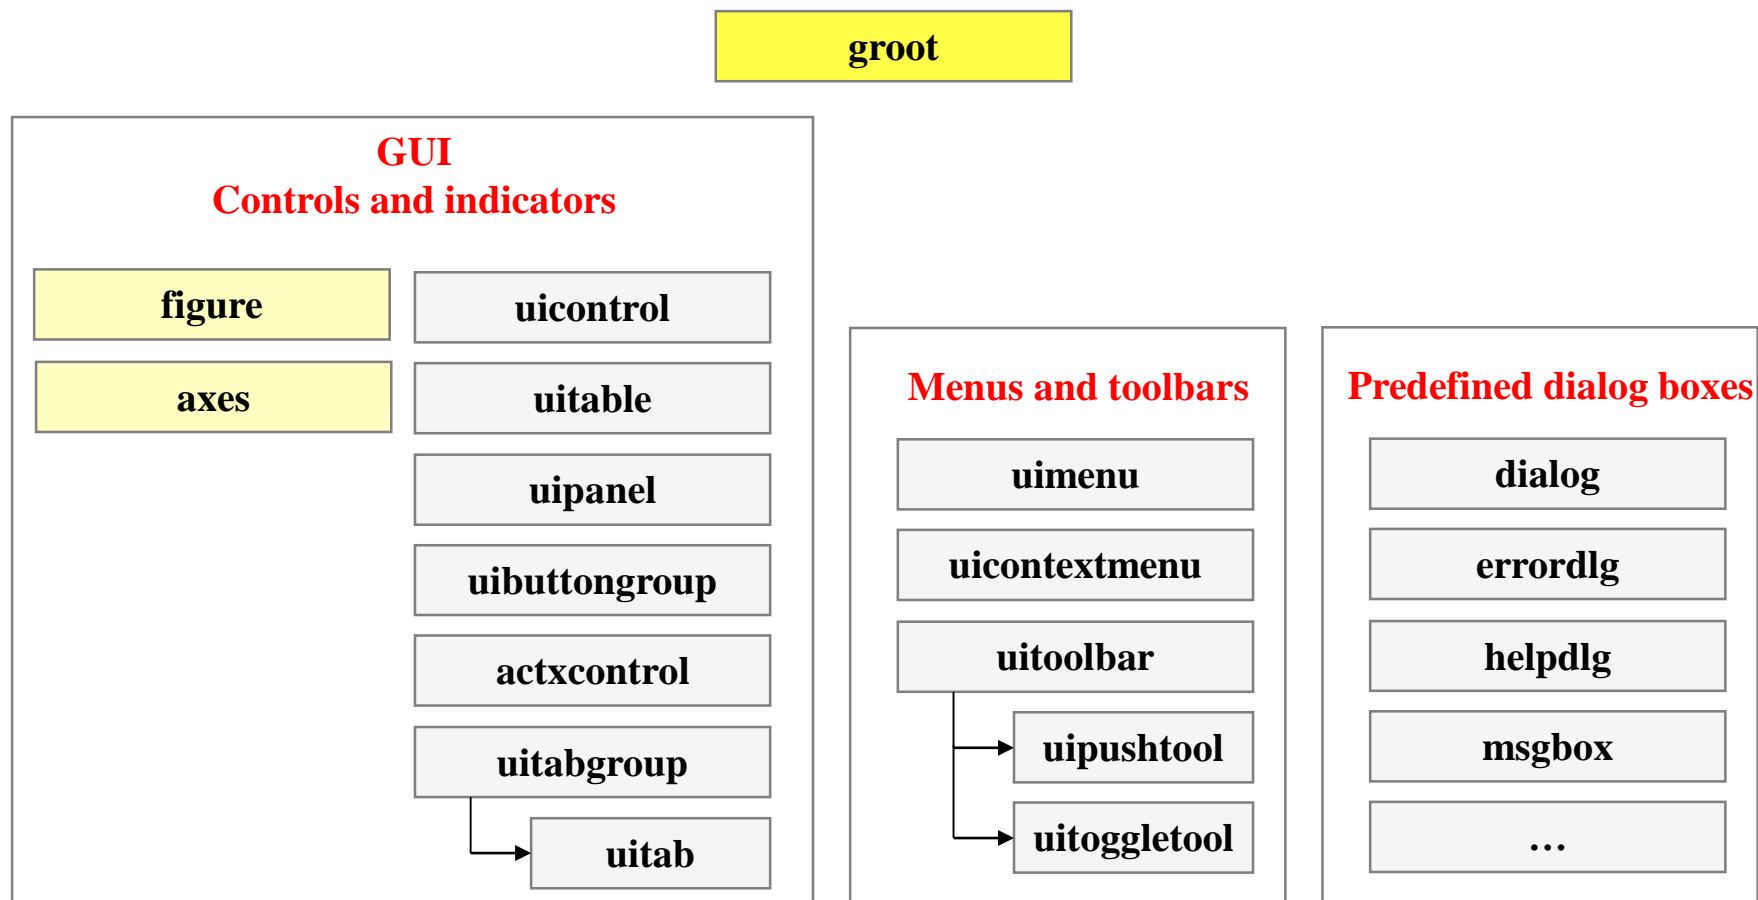 groot
GUI
Controls and indicators
figure
axes
uicontrol
uitable
uipanel
uibuttongroup
actxcontrol
uitabgroup
uitab
Menus and toolbars
uimenu
uicontextmenu
uitoolbar
uipushtool
uitoggletool
Predefined dialog boxes
dialog
errordlg
helpdlg
msgbox
…